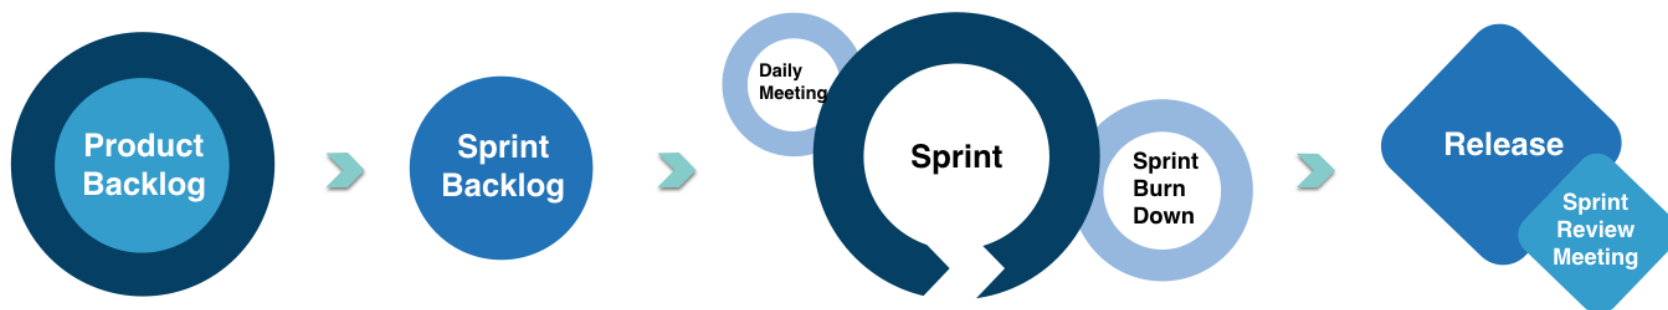 Product
Backlog
Sprint
Backlog
Daily
Meeting
Sprint
Sprint
Burn
Down
Release
Sprint
Review
Meeting